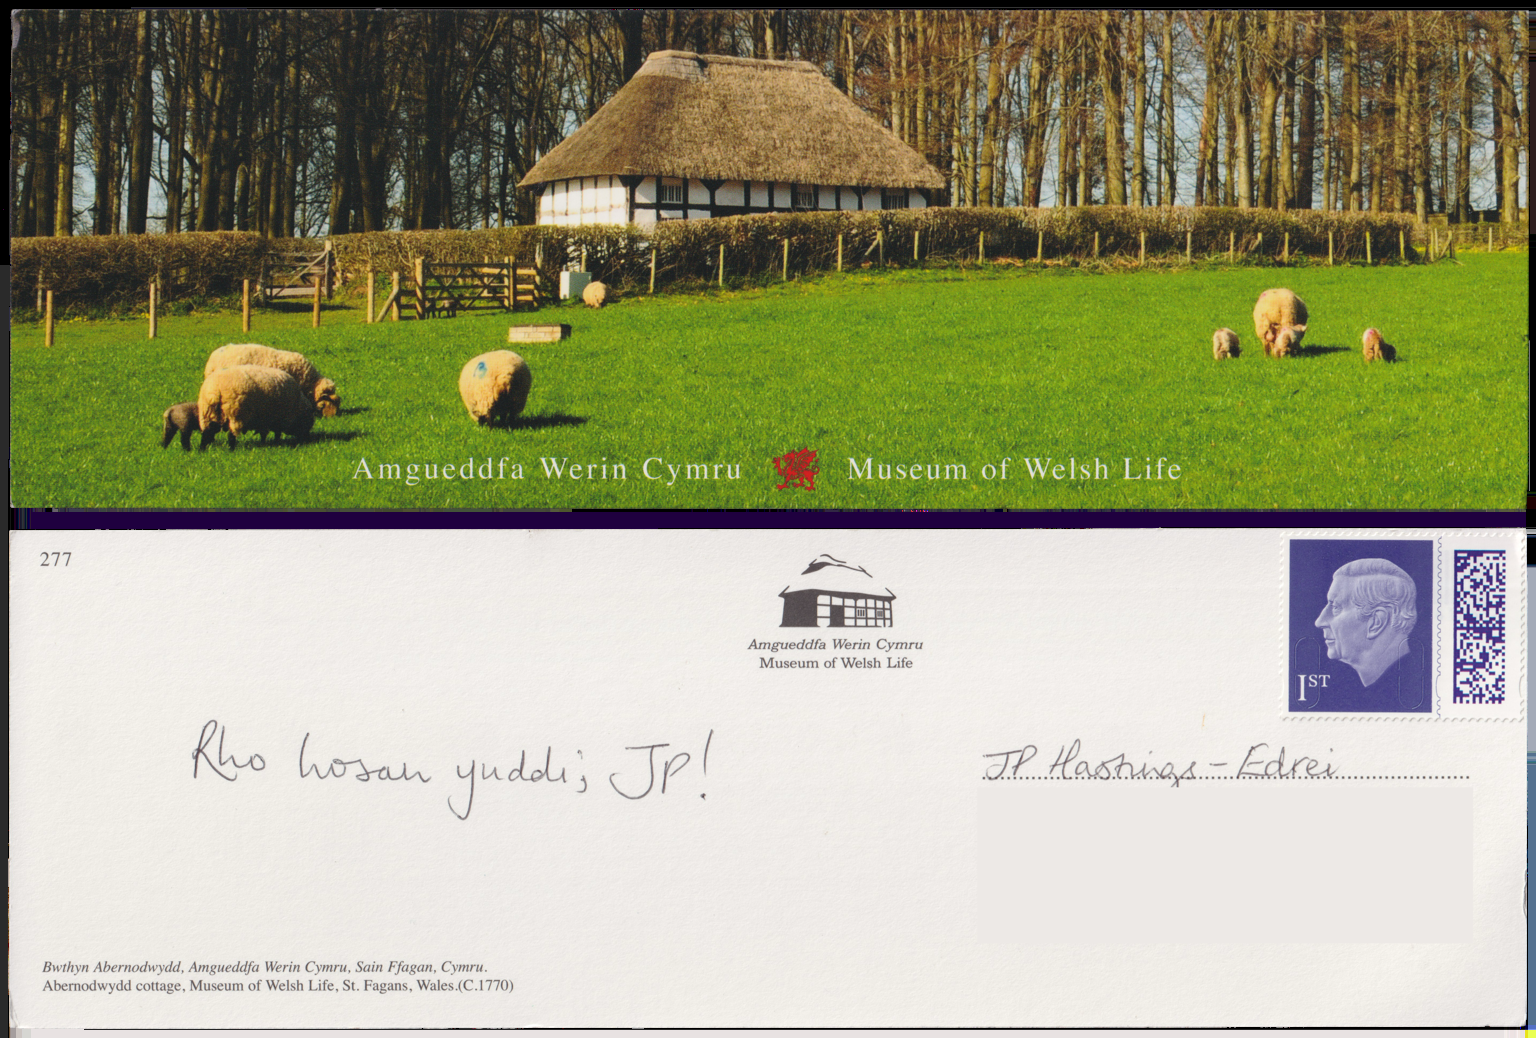 Amgueddfa Werin Cymru Museum of Welsh Life
277
Amgueddfa Werin Cymru
Museum of Welsh Life
1ST
Rho hosan yuddi, JP!
JP Hastings-Edrei
Bwthyn Abernodwydd, Amgueddfa Werin Cymru, Sain Ffagan, Cymru.
Abernodwydd cottage, Museum of Welsh Life, St. Fagans, Wales.(C.1770)